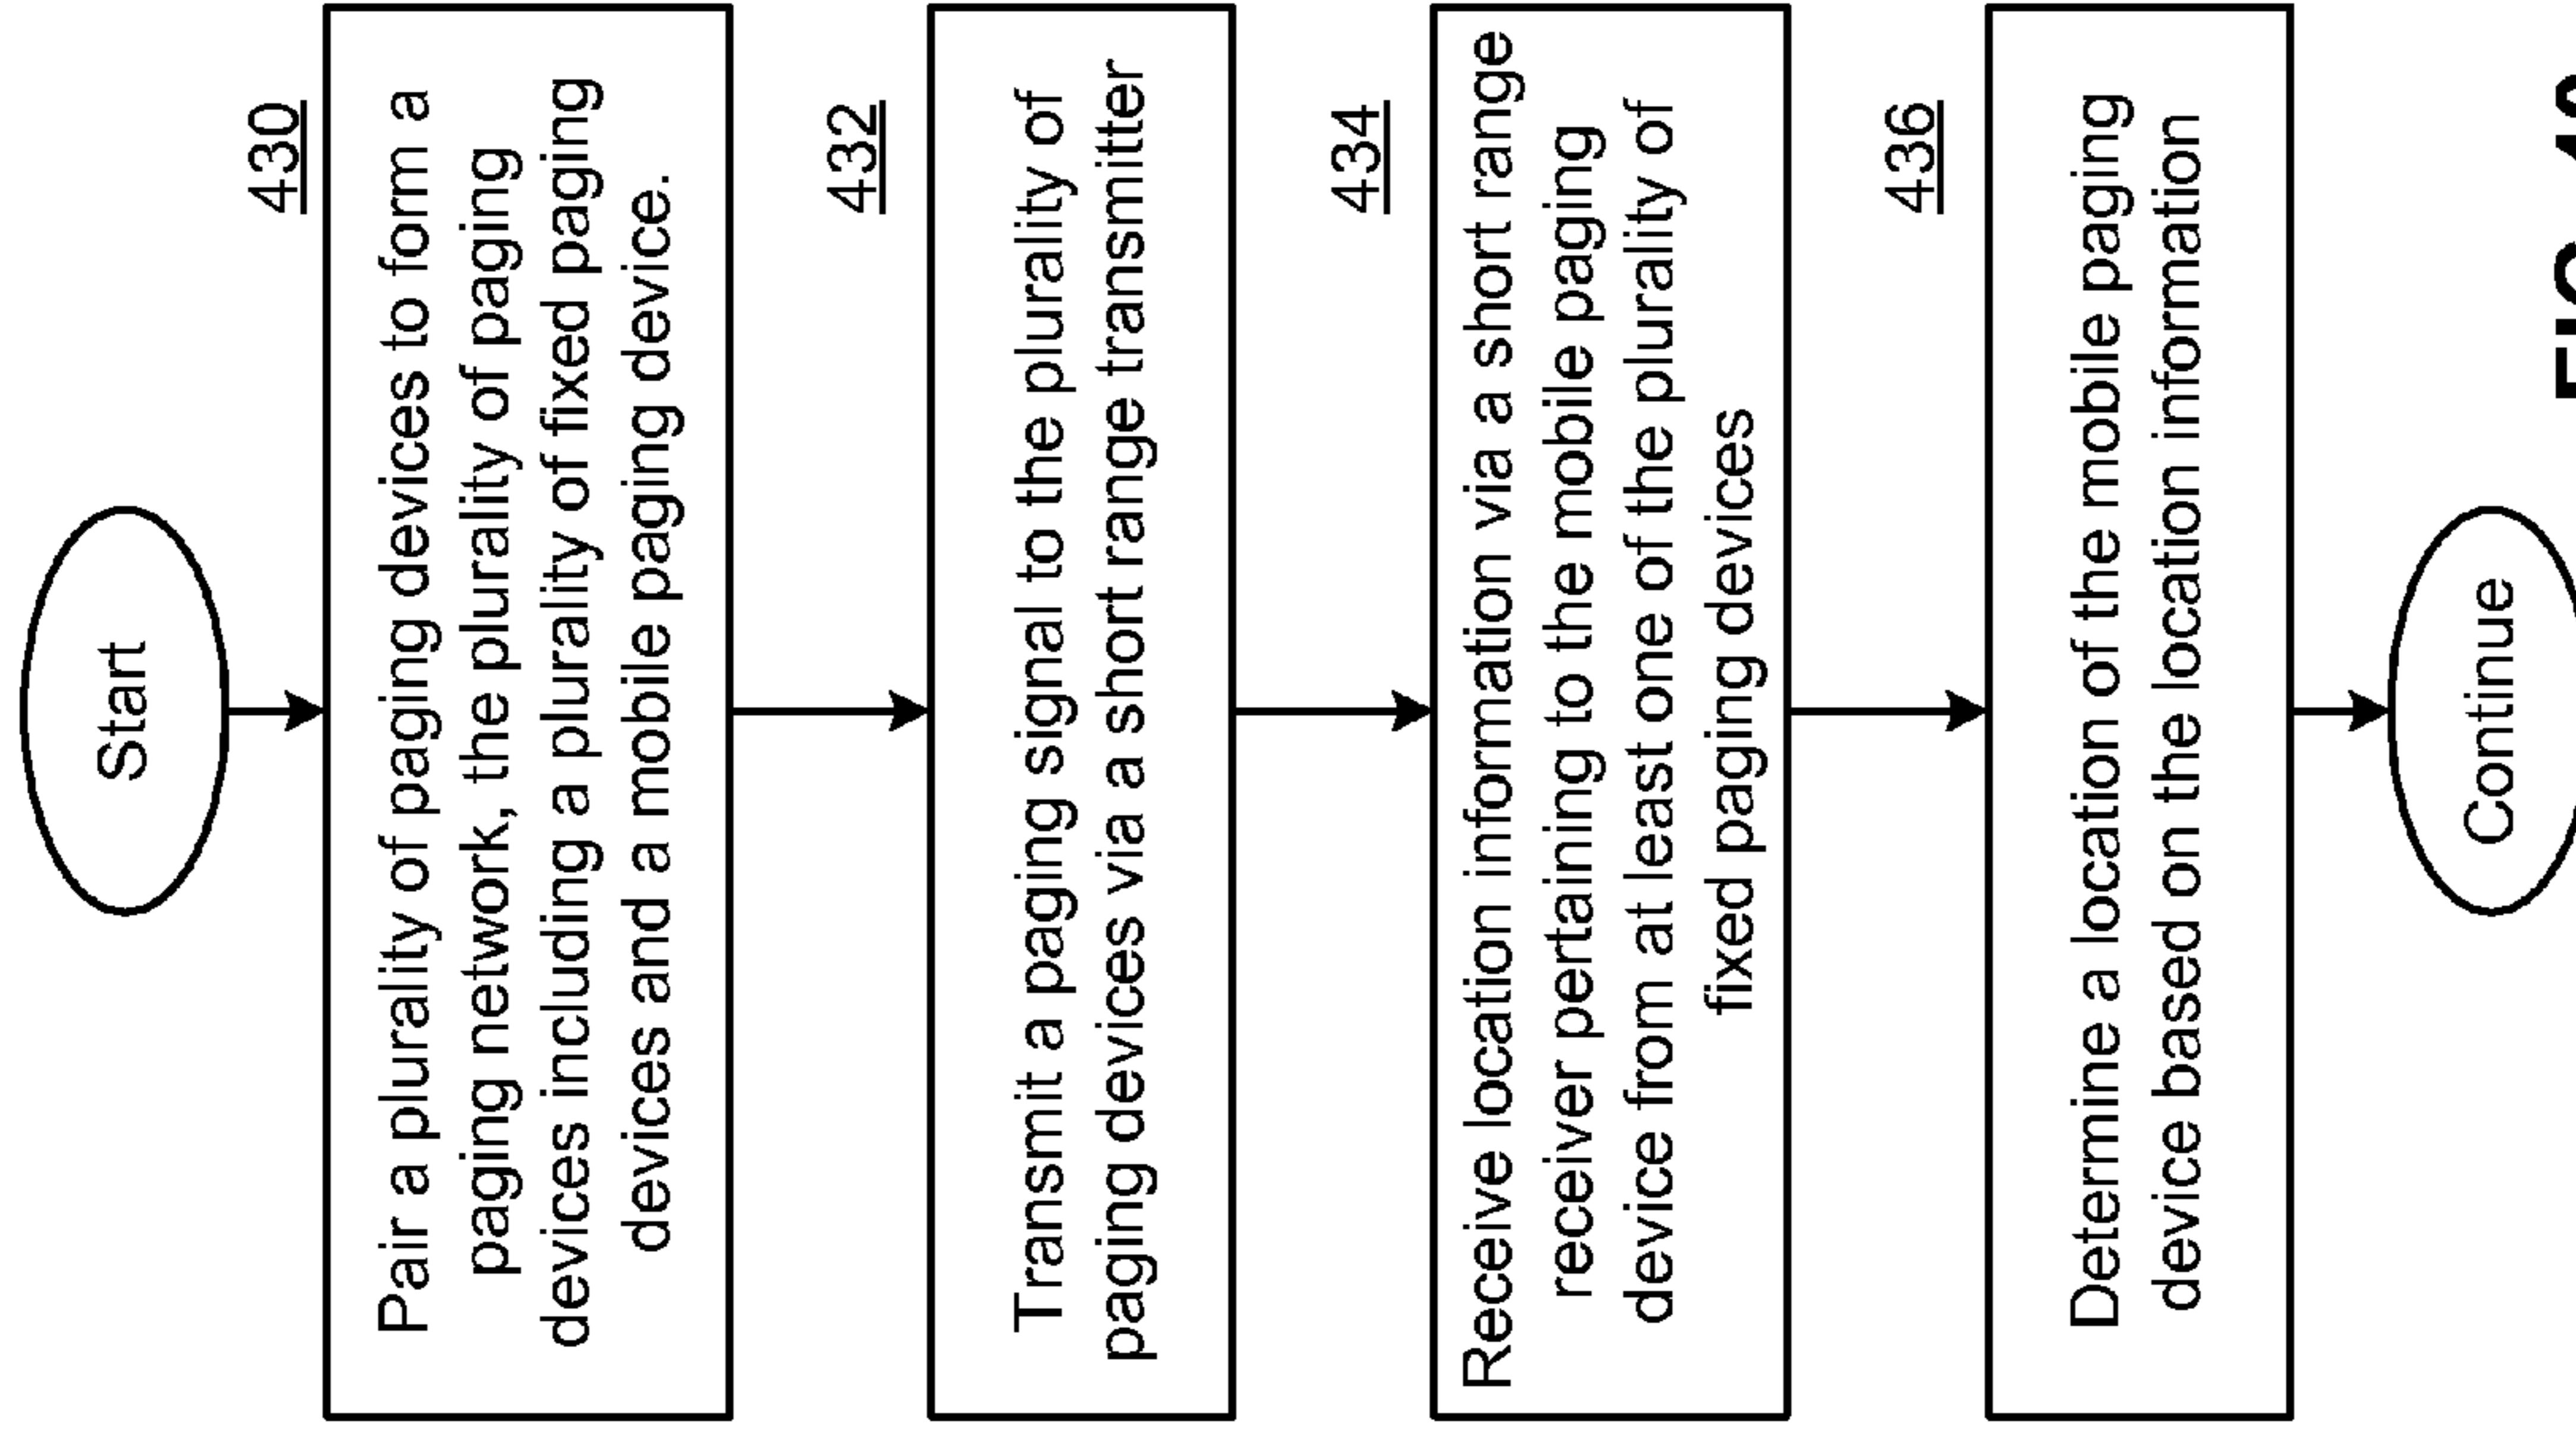 Start
430
Pair a plurality of paging devices to form a
paging network, the plurality of paging
devices including a plurality of fixed paging
devices and a mobile paging device.
432
Transmit a paging signal to the plurality of
paging devices via a short range transmitter
434
Receive location information via a short range
receiver pertaining to the mobile paging
device from at least one of the plurality of
fixed paging devices
436
Determine a location of the mobile paging
device based on the location information
Continue